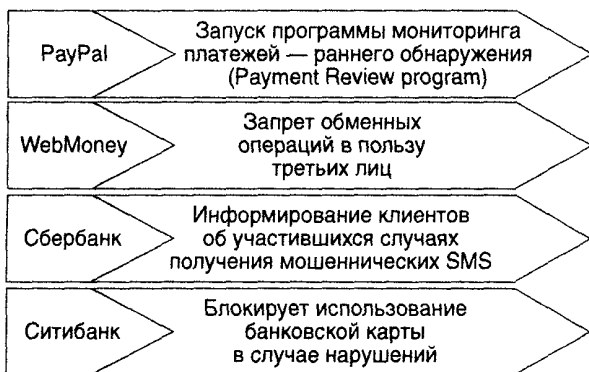 PayPal
Запуск программы мониторинга
платежей — раннего обнаружения
(Payment Review program)
WebMoney
Запрет обменных
операций в пользу
третьих лиц
Сбербанк
Информирование клиентов
об участившихся случаях
получения мошеннических SMS
Ситибанк
Блокирует использование
банковской карты
в случае нарушений